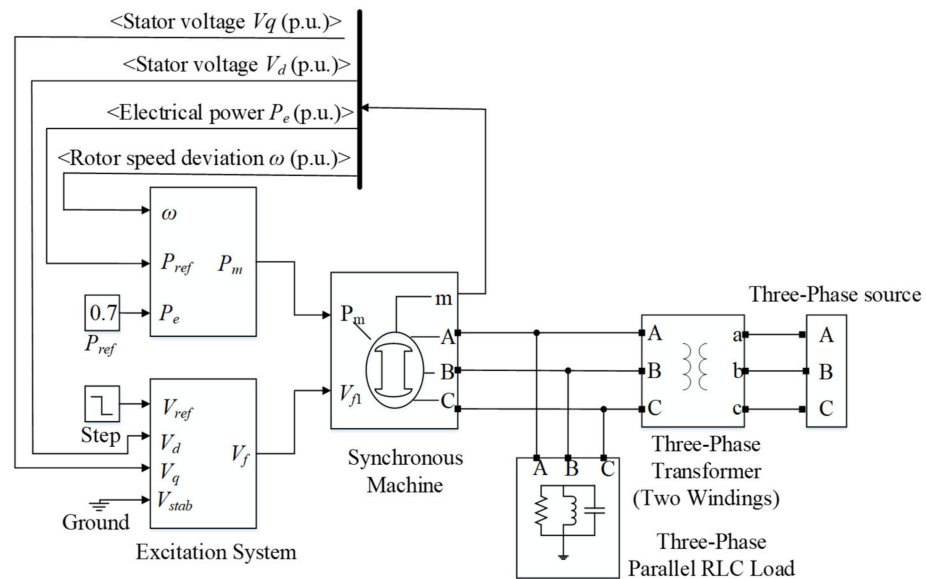 <Stator voltage Vq (p.u.)>
<Stator voltage Vd (p.u.)>
<Electrical power Pe (p.u.)>
<Rotor speed deviation ω (p.u.)>
ω
Pref
Pm
Pe
0.7
Pref
Step
Vref
Vd
Vq
Vstab
Vf
Ground
Excitation System
Pm
Vf1
m
A
B
C
Synchronous
Machine
A
B
C
a
b
c
Three-Phase
Transformer
(Two Windings)
Three-Phase source
A
B
C
A B C
Three-Phase
Parallel RLC Load